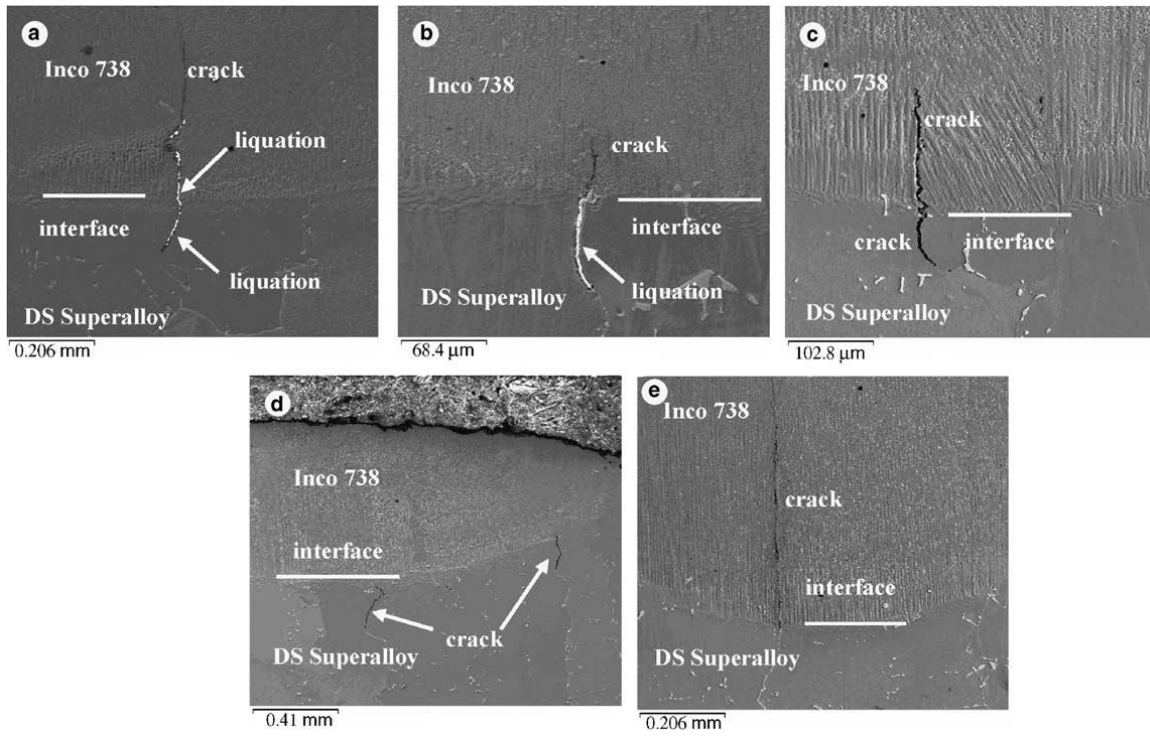 a
Inco 738
crack
liquation
interface
liquation
DS Superalloy
0.206 mm
b
Inco 738
crack
interface
liquation
DS Superalloy
68.4 μm
c
Inco 738
crack
crack
interface
DS Superalloy
102.8 μm
d
Inco 738
interface
crack
DS Superalloy
0.41 mm
e
Inco 738
crack
interface
DS Superalloy
0.206 mm